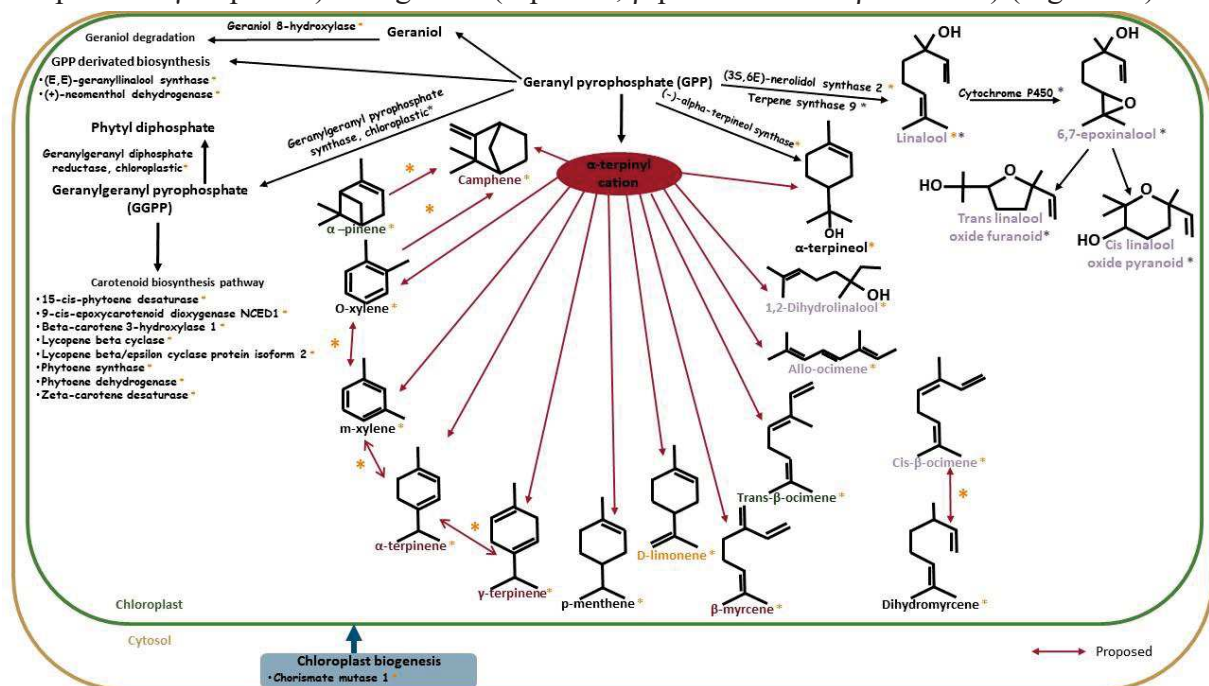 Geraniol 8-hydroxylase *
Geraniol degradation
Geraniol
GPP derivated biosynthesis
•(E,E)-geranyllinalool synthase *
•(+)-neomenthol dehydrogenase *
Geranyl pyrophosphate (GPP)
(3S,6E)-nerolidol synthase 2 *
Terpene synthase 9 *
(-)-alpha-terpineol synthase*
Geranylgeranyl pyrophosphate
synthase, chloroplastic*
Phytyl diphosphate
Geranylgeranyl diphosphate
reductase, chloroplastic*
Geranylgeranyl pyrophosphate
(GGPP)
OH
Linalool **
Cytochrome P450 *
OH
O
6,7-epoxinalool *
HO
O
Trans linalool
oxide furanoid*
O
HO
Cis linalool
oxide pyranoid *
α-terpinyl
cation
Camphene *
*
*
α –pinene *
OH
α-terpineol*
O-xylene *
OH
1,2-Dihydrolinalool *
Allo-ocimene *
Carotenoid biosynthesis pathway
•15-cis-phytoene desaturase *
•9-cis-epoxycarotenoid dioxygenase NCED1 *
•Beta-carotene 3-hydroxylase 1 *
•Lycopene beta cyclase *
•Lycopene beta/epsilon cyclase protein isoform 2 *
•Phytoene synthase *
•Phytoene dehydrogenase *
•Zeta-carotene desaturase *
*
m-xylene *
*
α-terpinene *
*
γ-terpinene *
p-menthene *
D-limonene *
Trans-β-ocimene *
β-myrcene *
Cis-β-ocimene *
*
Dihydromyrcene *
Chloroplast
Cytosol
Chloroplast biogenesis
•Chorismate mutase 1 *
Proposed